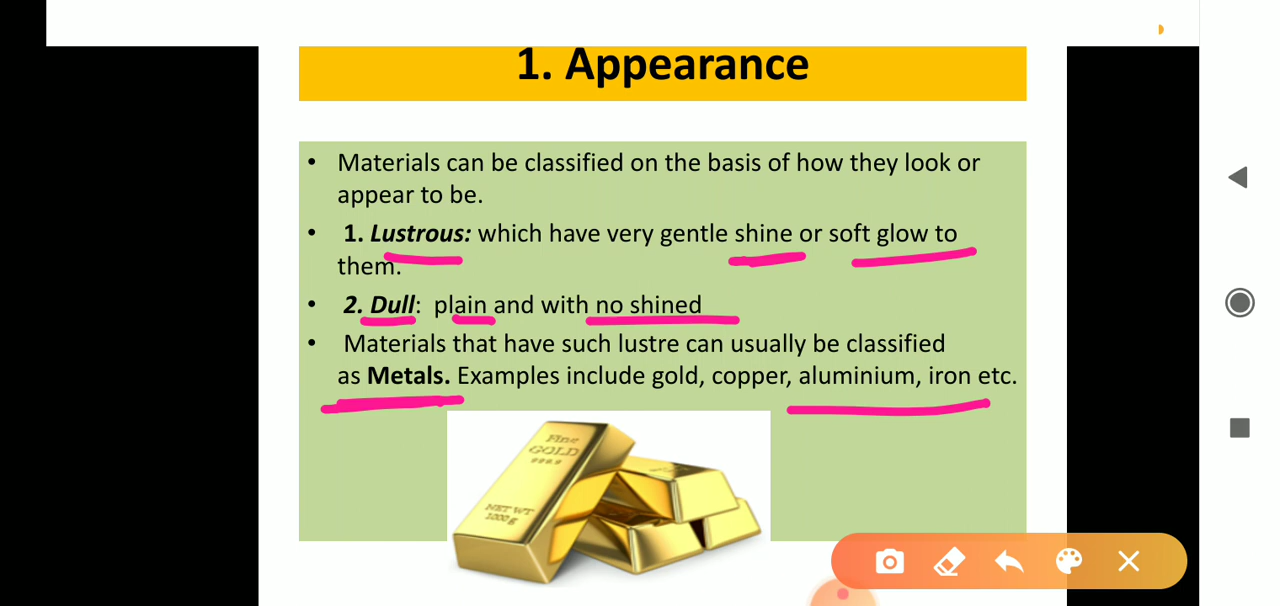 1. Appearance
• Materials can be classified on the basis of how they look or
appear to be.
• 1. Lustrous: which have very gentle shine or soft glow to
them.
• 2. Dull: plain and with no shined
• Materials that have such lustre can usually be classified
as Metals. Examples include gold, copper, aluminium, iron etc.
Fine
GOLD
999.9
NET WT
1000 g